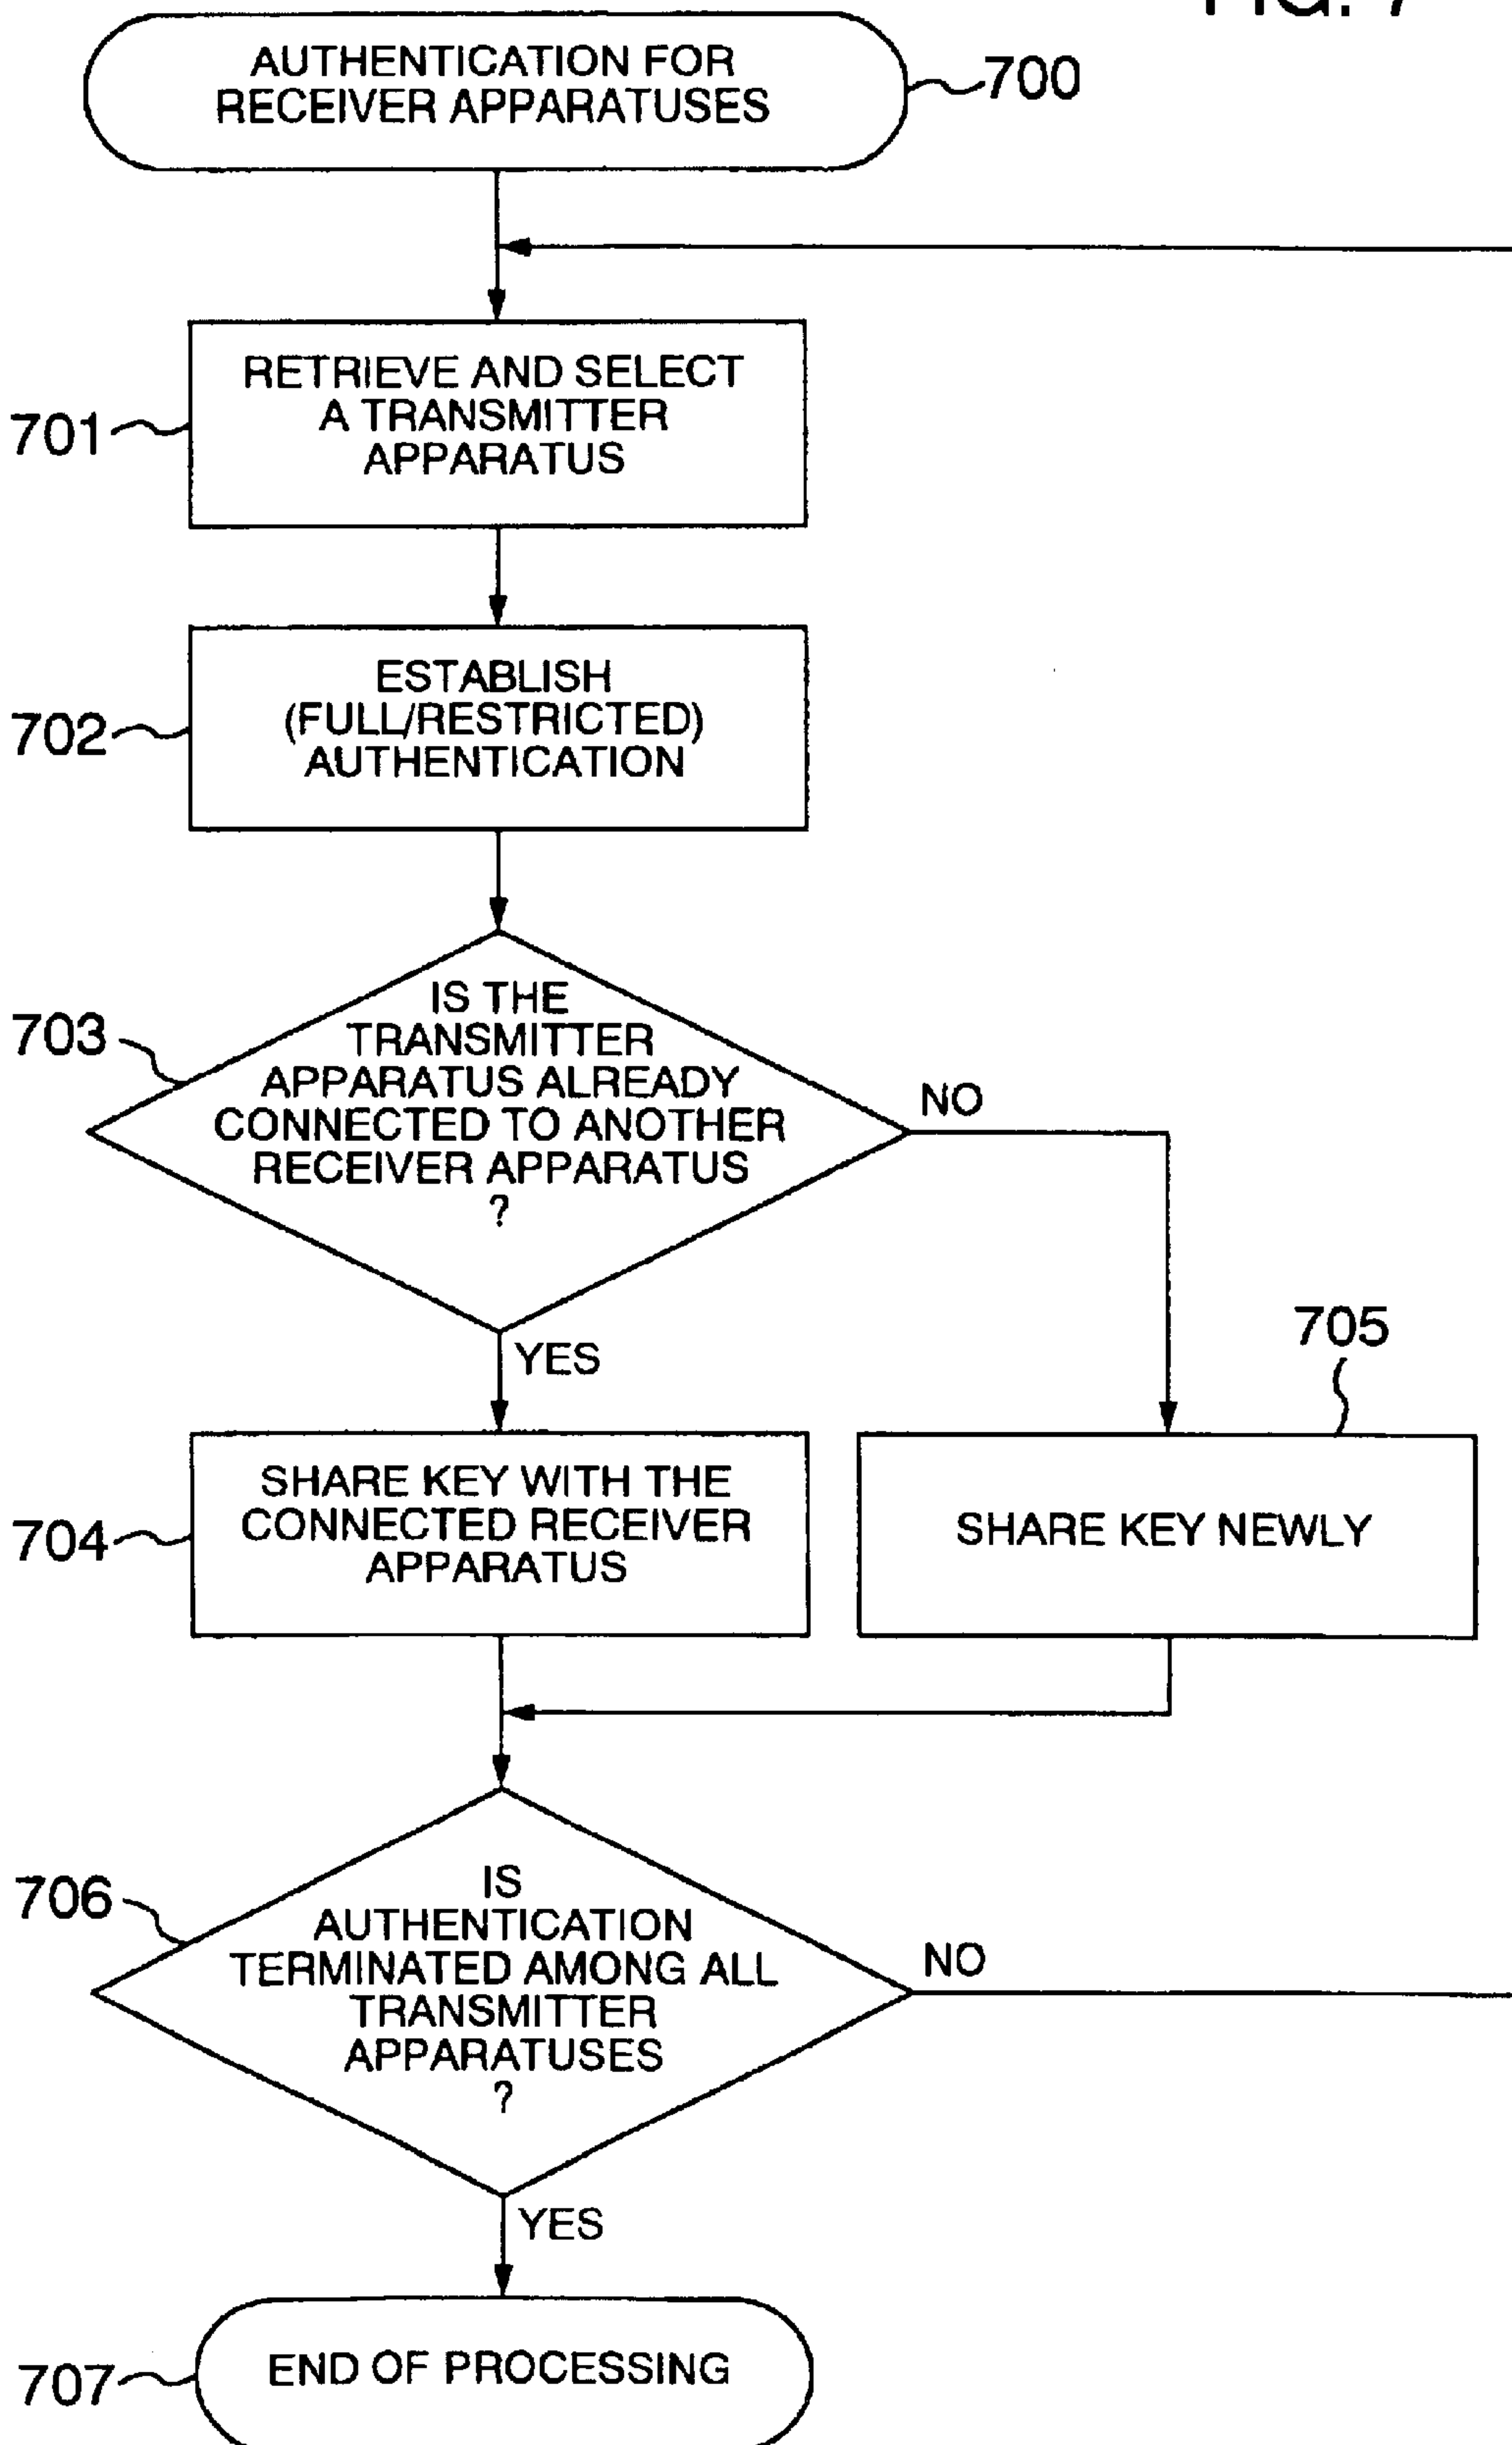 FIG. 7
AUTHENTICATION FOR
RECEIVER APPARATUSES
700
RETRIEVE AND SELECT
A TRANSMITTER
APPARATUS
701
ESTABLISH
(FULL/RESTRICTED)
AUTHENTICATION
702
IS THE
TRANSMITTER
APPARATUS ALREADY
CONNECTED TO ANOTHER
RECEIVER APPARATUS
?
703
NO
YES
705
SHARE KEY WITH THE
CONNECTED RECEIVER
APPARATUS
704
SHARE KEY NEWLY
IS
AUTHENTICATION
TERMINATED AMONG ALL
TRANSMITTER
APPARATUSES
?
706
NO
YES
END OF PROCESSING
707